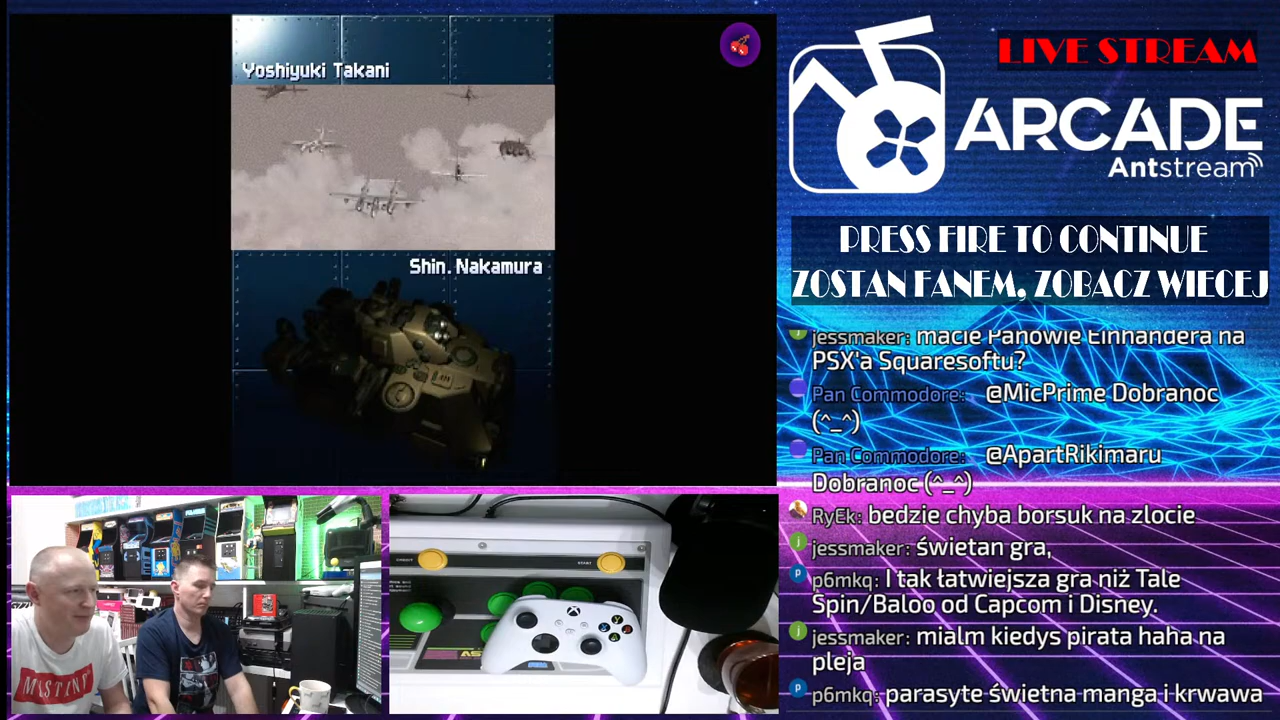 Yoshiyuki Takani
Shin. Nakamura
LIVE STREAM
ARCADE
Antstream
PRESS FIRE TO CONTINUE
ZOSTAN FANEM, ZOBACZ WIECEJ
jessmaker: macie Panowie Einhandera na
PSX'a Squaresoftu?
Pan Commodore: @MicPrime Dobranoc
(^_^)
Pan Commodore: @ApartRikimaru
Dobranoc (^_^)
RyEk: bedzie chyba borsuk na zlocie
jessmaker: świetan gra,
p6mkq: I tak łatwiejsza gra niż Tale
Spin/Baloo od Capcom i Disney.
jessmaker: mialm kiedys pirata haha na
pleja
p6mkq: parasyte świetna manga i krwawa
START
SEGA